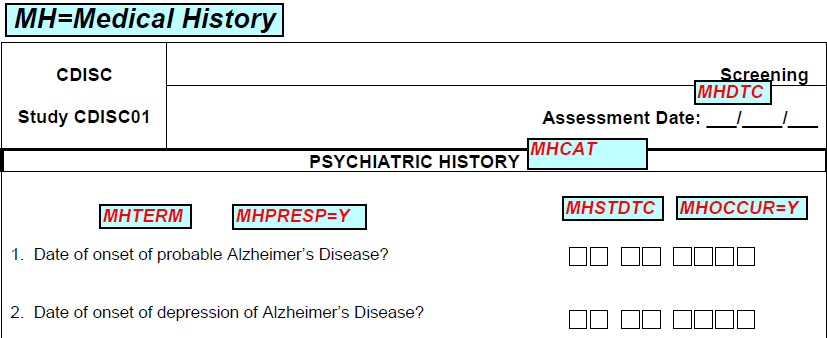 MH=Medical History
CDISC
Screening
MHDTC
Study CDISC01
Assessment Date: ___/____/___
MHCAT
PSYCHIATRIC HISTORY
MHTERM MHPRESP=Y MHSTDTC MHOCCUR=Y
1. Date of onset of probable Alzheimer’s Disease?
2. Date of onset of depression of Alzheimer’s Disease?